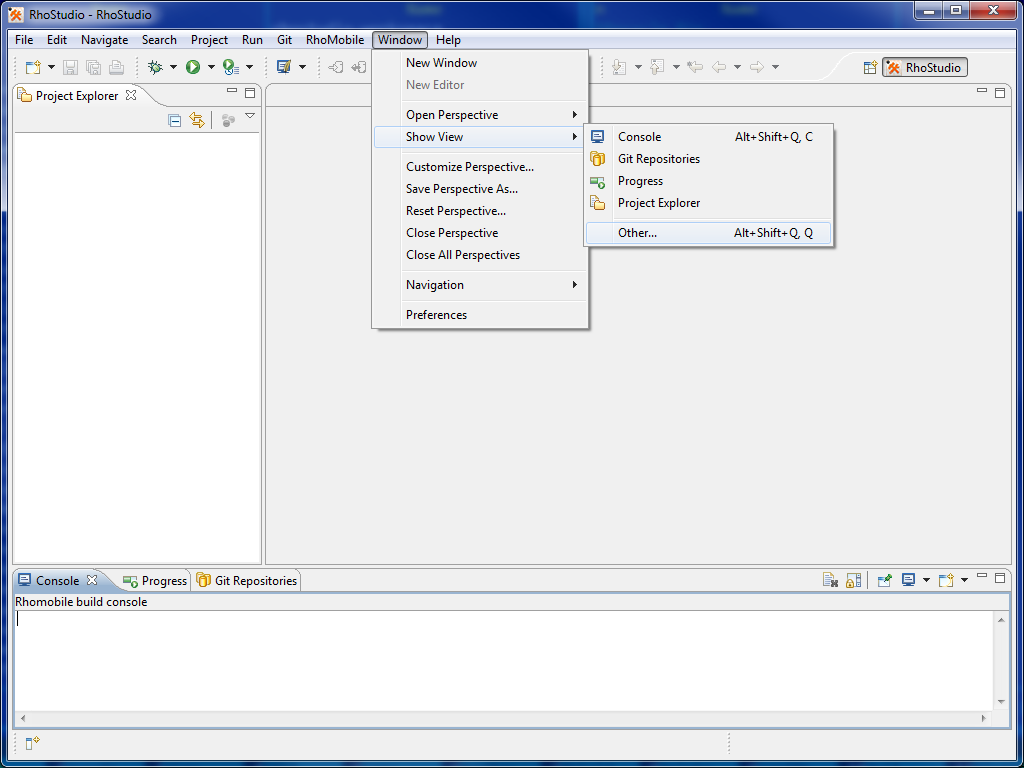 RhoStudio - RhoStudio
File Edit Navigate Search Project Run Git RhoMobile Window Help
RhoStudio
Project Explorer
New Window
New Editor
Open Perspective
Show View
Customize Perspective...
Save Perspective As...
Reset Perspective...
Close Perspective
Close All Perspectives
Navigation
Preferences
Console Alt+Shift+Q, C
Git Repositories
Progress
Project Explorer
Other... Alt+Shift+Q, Q
Console Progress Git Repositories
Rhomobile build console